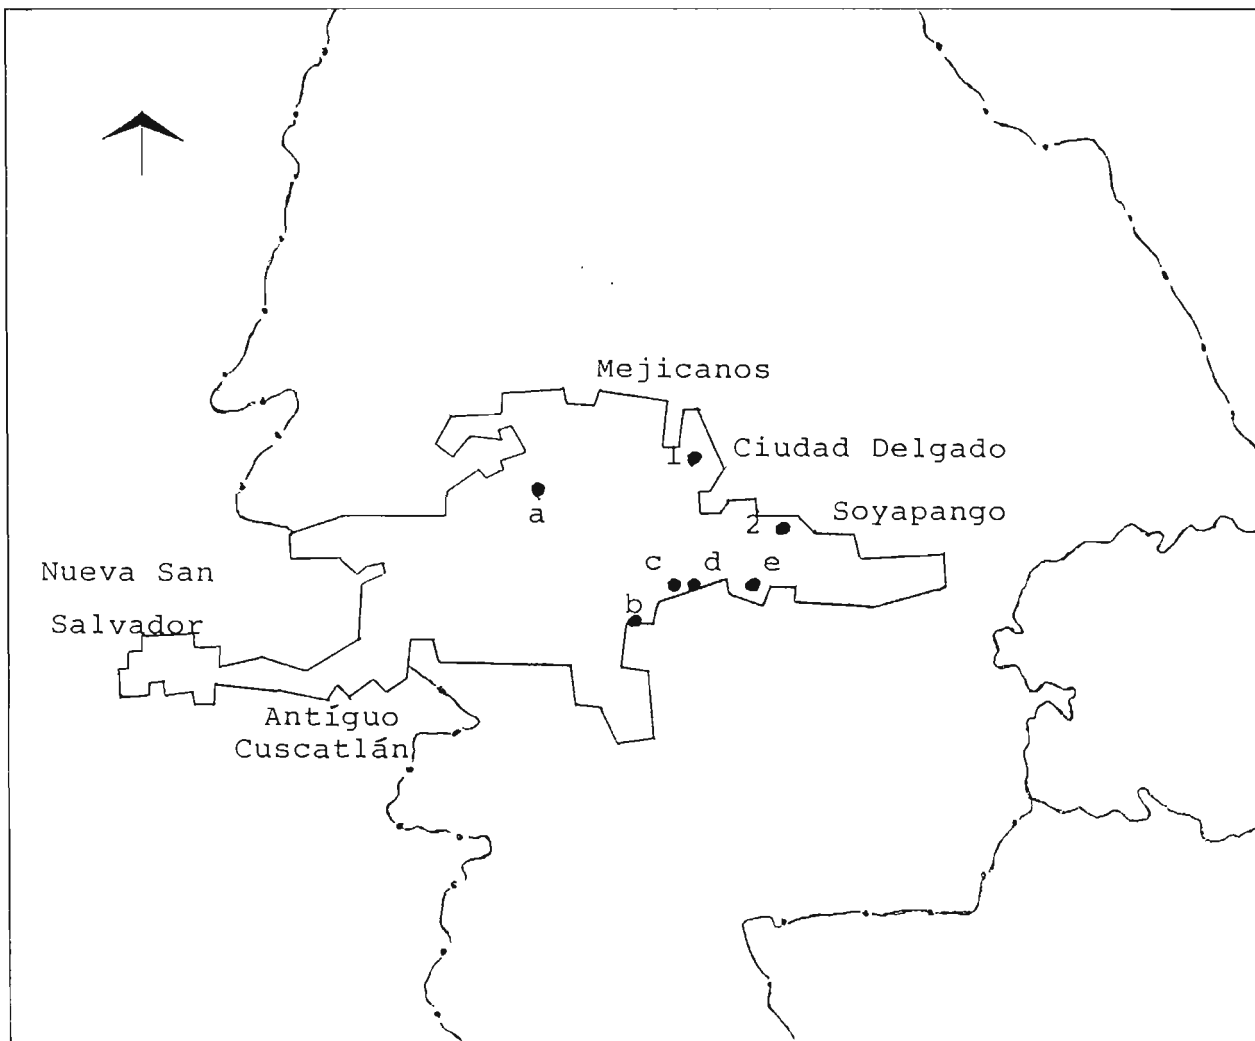 Mejicanos
1
Ciudad Delgado
a
2
Soyapango
c
d
e
Nueva San
Salvador
b
Antíguo
Cuscatlán